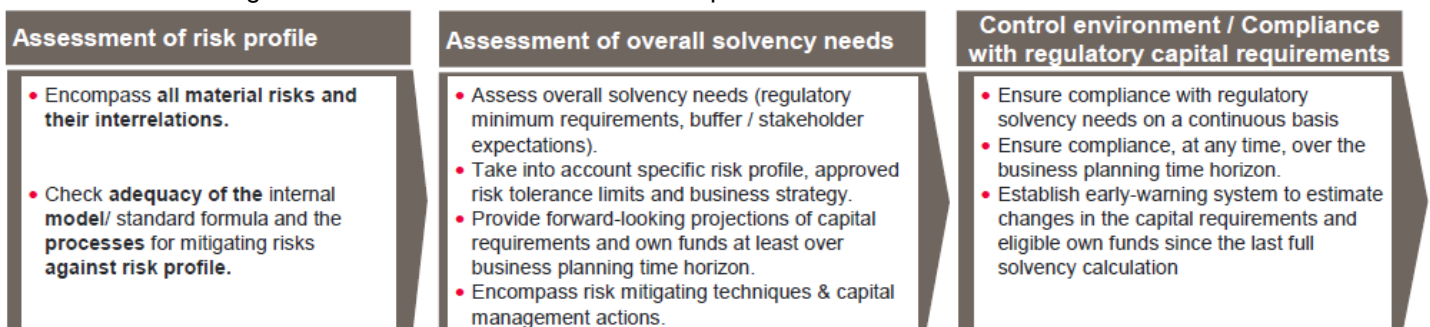 Assessment of risk profile
• Encompass all material risks and
their interrelations.
• Check adequacy of the internal
model/ standard formula and the
processes for mitigating risks
against risk profile.
Assessment of overall solvency needs
• Assess overall solvency needs (regulatory
minimum requirements, buffer / stakeholder
expectations).
• Take into account specific risk profile, approved
risk tolerance limits and business strategy.
• Provide forward-looking projections of capital
requirements and own funds at least over
business planning time horizon.
• Encompass risk mitigating techniques & capital
management actions.
Control environment / Compliance
with regulatory capital requirements
• Ensure compliance with regulatory
solvency needs on a continuous basis
• Ensure compliance, at any time, over the
business planning time horizon.
• Establish early-warning system to estimate
changes in the capital requirements and
eligible own funds since the last full
solvency calculation